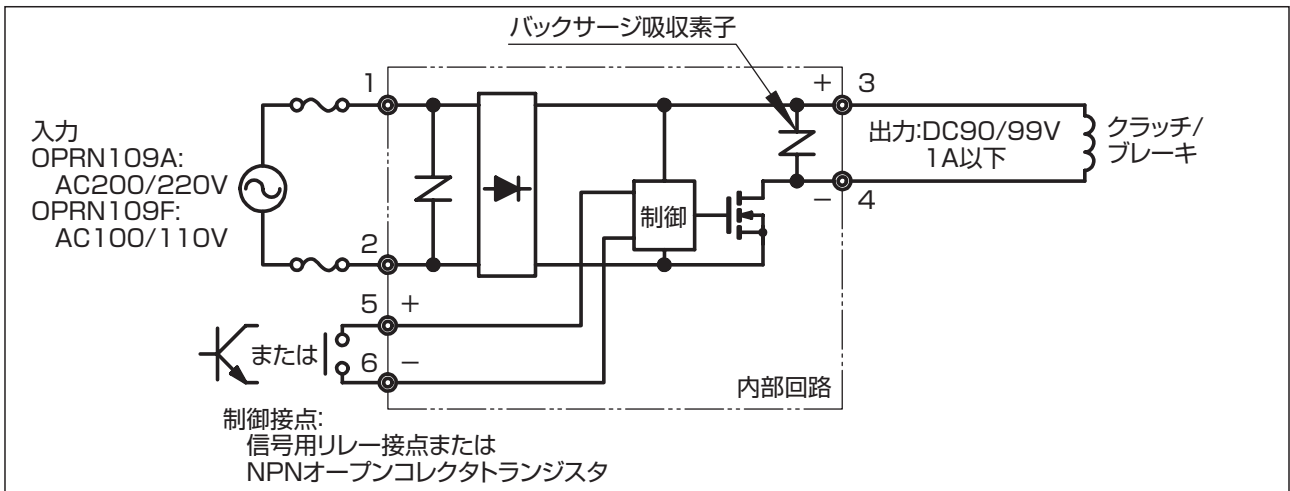 バックサージ吸収素子
1
+ 3
入力
OPRN109A:
AC200/220V
OPRN109F:
AC100/110V
出力:DC90/99V
1A以下
クラッチ/
ブレーキ
制御
− 4
2
5 +
または
6 −
内部回路
制御接点:
信号用リレー接点または
NPNオープンコレクタトランジスタ